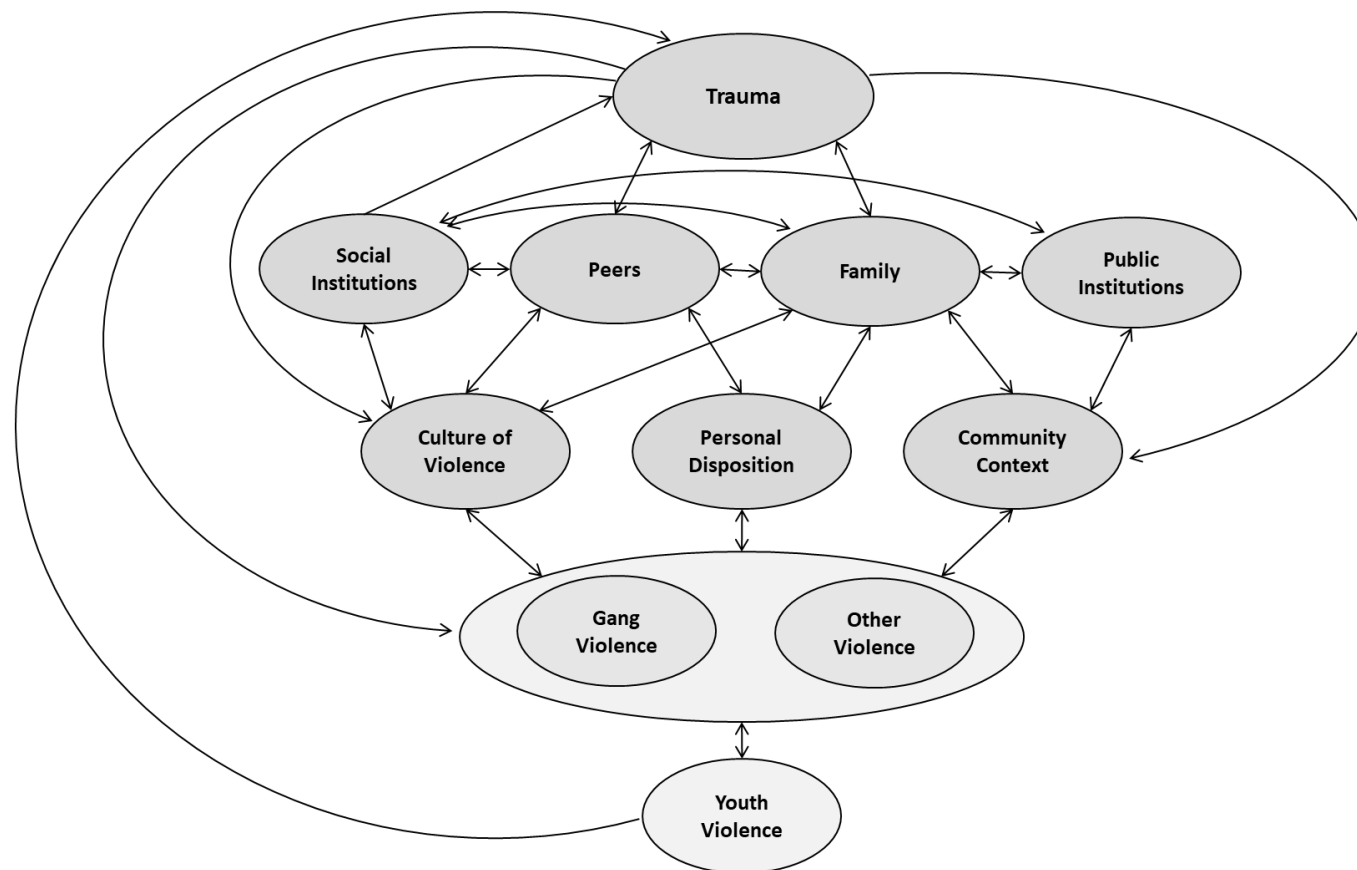 Trauma
Social
Institutions
Peers
Family
Public
Institutions
Culture of
Violence
Personal
Disposition
Community
Context
Gang
Violence
Other
Violence
Youth
Violence